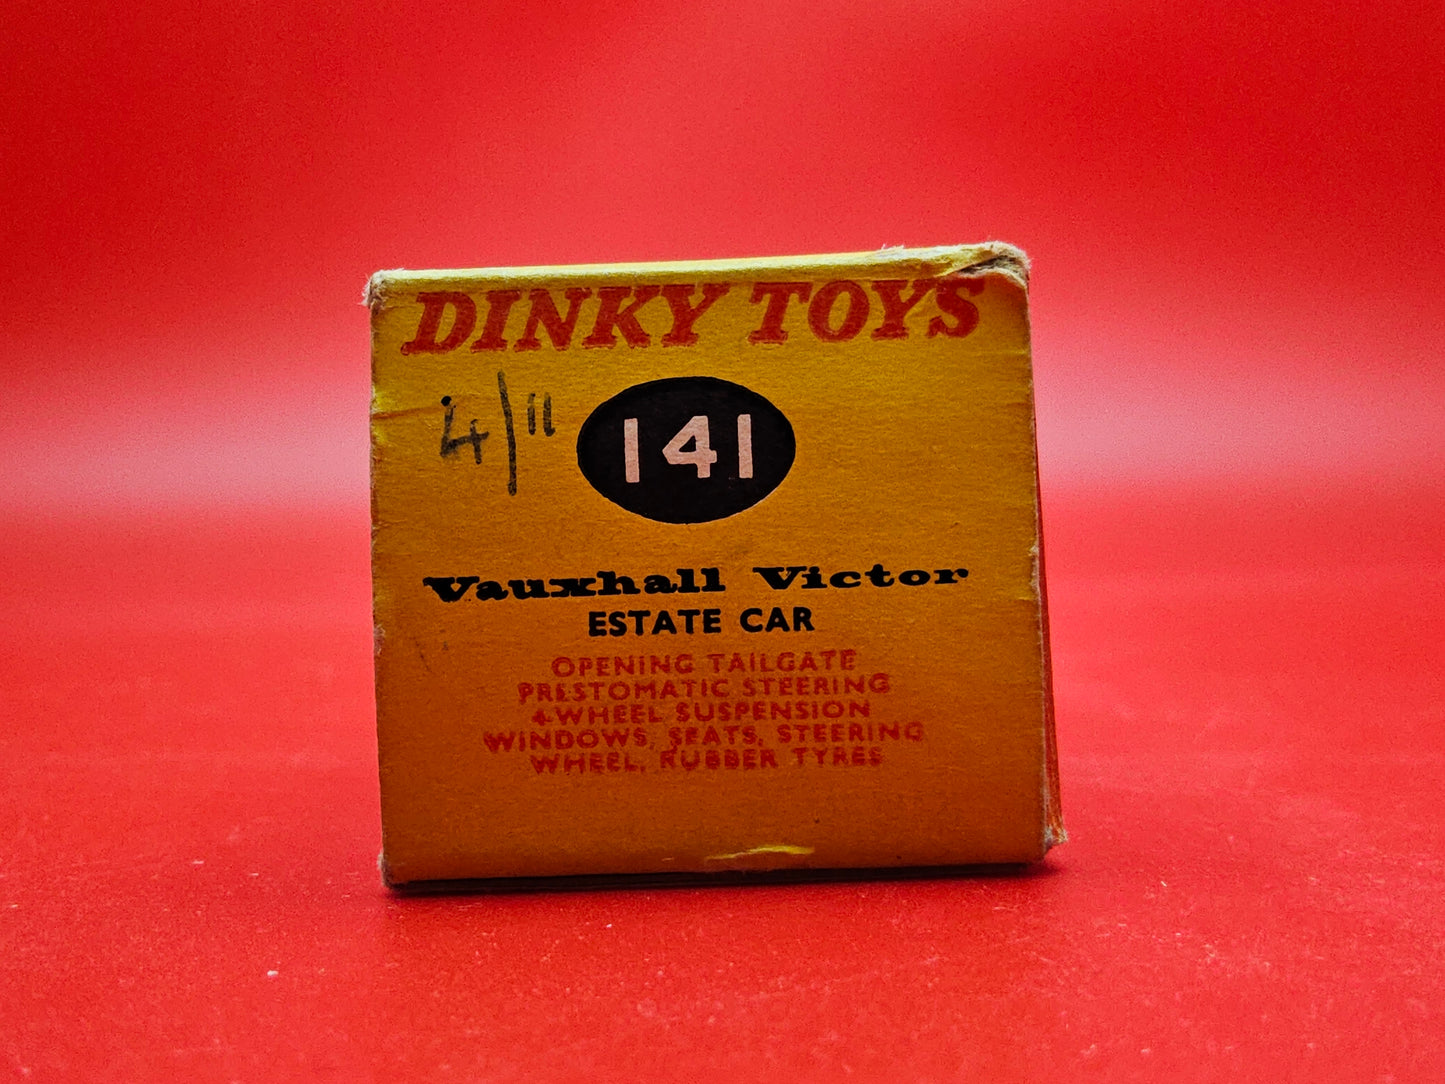 DINKY TOYS
4/11
141
Vauxhall Victor
ESTATE CAR
OPENING TAILGATE
PRESTOMATIC STEERING
4-WHEEL SUSPENSION
WINDOWS, SEATS, STEERING
WHEEL, RUBBER TYRES